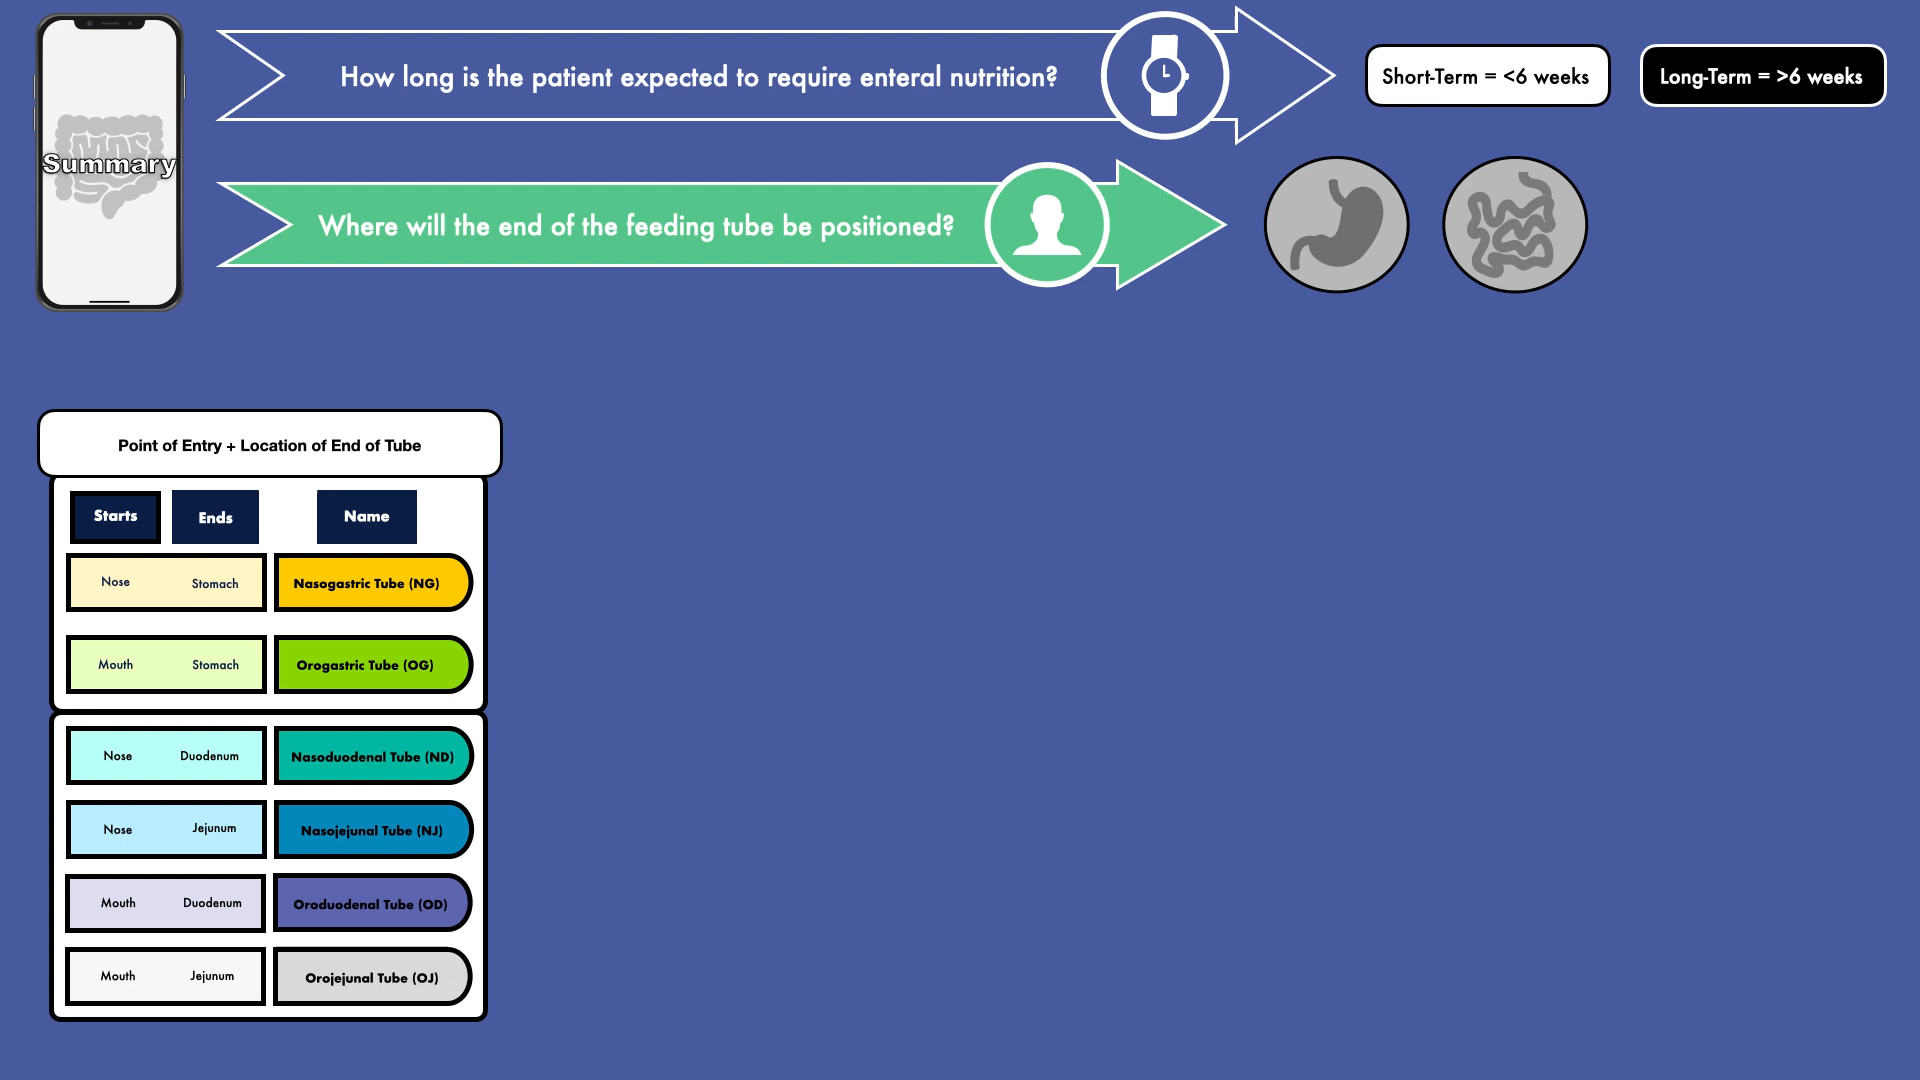 How long is the patient expected to require enteral nutrition?
Short-Term = <6 weeks
Long-Term = >6 weeks
Summary
Where will the end of the feeding tube be positioned?
Point of Entry + Location of End of Tube
Starts Ends Name
Nose Stomach Nasogastric Tube (NG)
Mouth Stomach Orogastric Tube (OG)
Nose Duodenum Nasoduodenal Tube (ND)
Nose Jejunum Nasojejunal Tube (NJ)
Mouth Duodenum Oroduodenal Tube (OD)
Mouth Jejunum Orojejunal Tube (OJ)